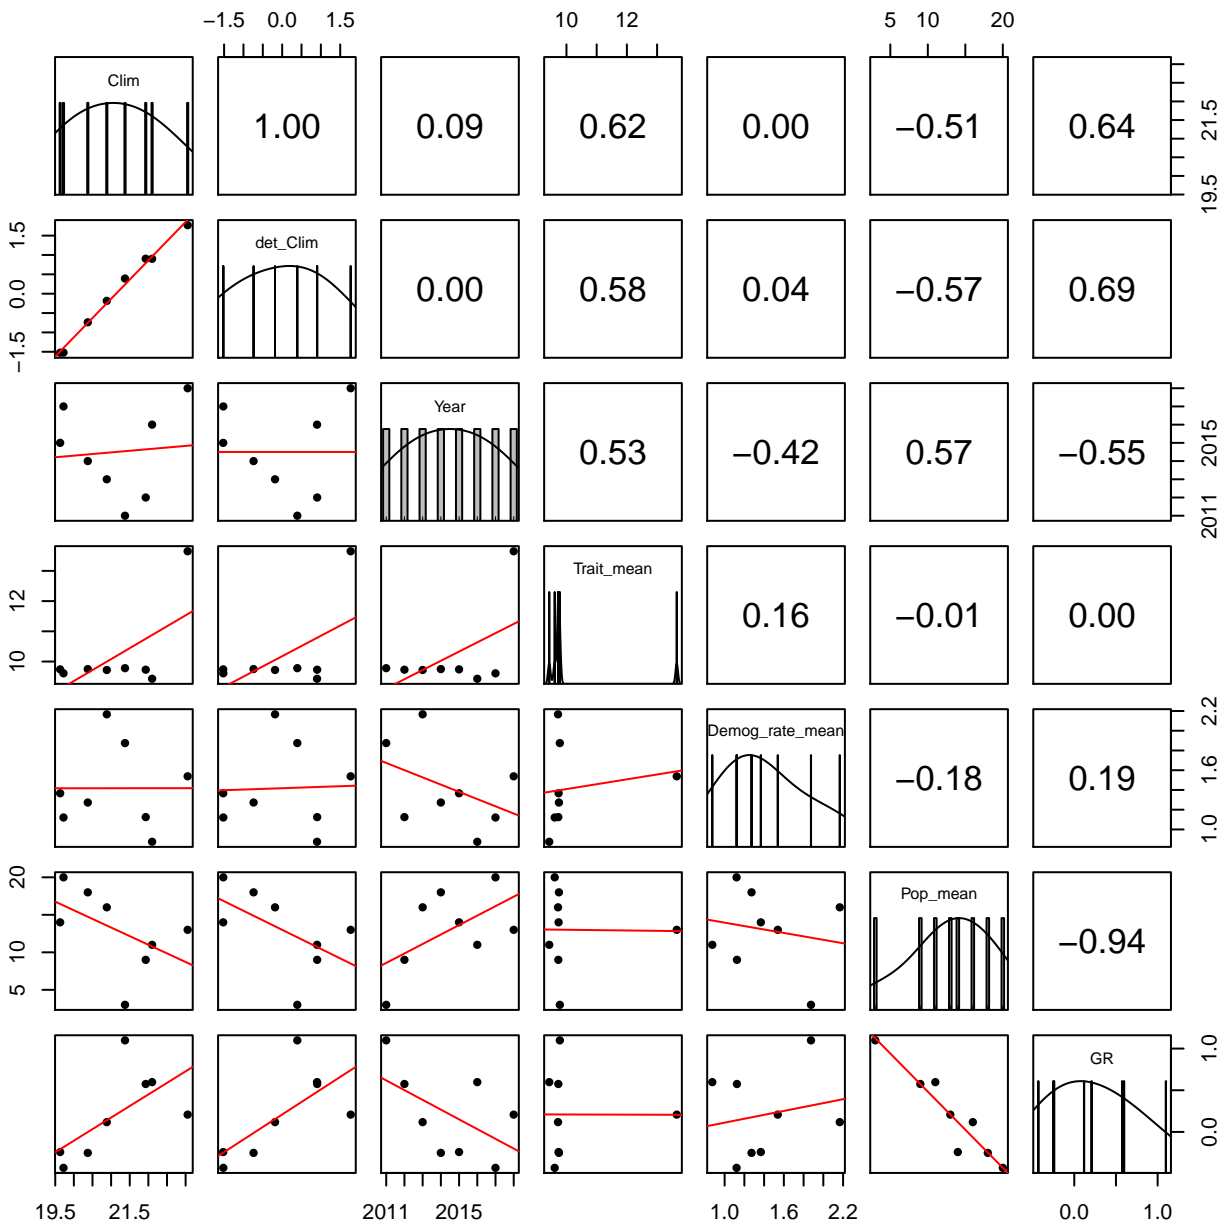 −1.5 0.0 1.5 10 12 5 10 20
Clim 1.00 0.09 0.62 0.00 −0.51 0.64 19.5 21.5
−1.5 0.0 1.5 det_Clim 0.00 0.58 0.04 −0.57 0.69
Year 0.53 −0.42 0.57 −0.55 2011 2015
10 12 Trait_mean 0.16 −0.01 0.00
Demog_rate_mean −0.18 0.19 1.0 1.6 2.2
5 10 20 Pop_mean −0.94
GR 0.0 1.0
19.5 21.5 2011 2015 1.0 1.6 2.2 0.0 1.0